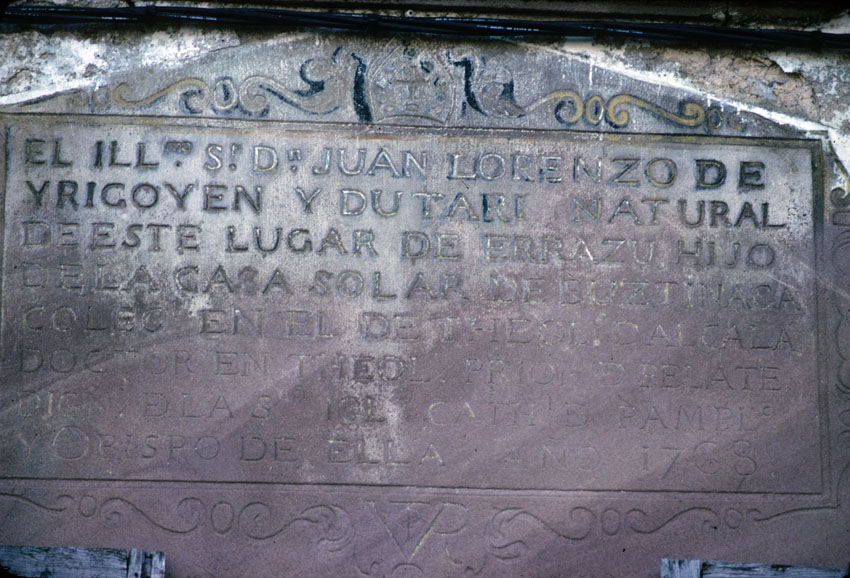 EL ILL.MO S.r D.n JUAN LORENZO DE
YRIGOYEN Y DUTARI NATURAL
DE ESTE LUGAR DE ERRAZU, HIJO
DE LA CASA SOLAR DE BUZTINAGA
COLEG EN EL DE THEOL. D ALCALA
DOCTOR EN THEOL. PRIOR D BELATE,
DIGNI. D LA S.ta IGL. CATH.l D PAMPL.a
Y OBISPO DE ELLA AÑO 1768